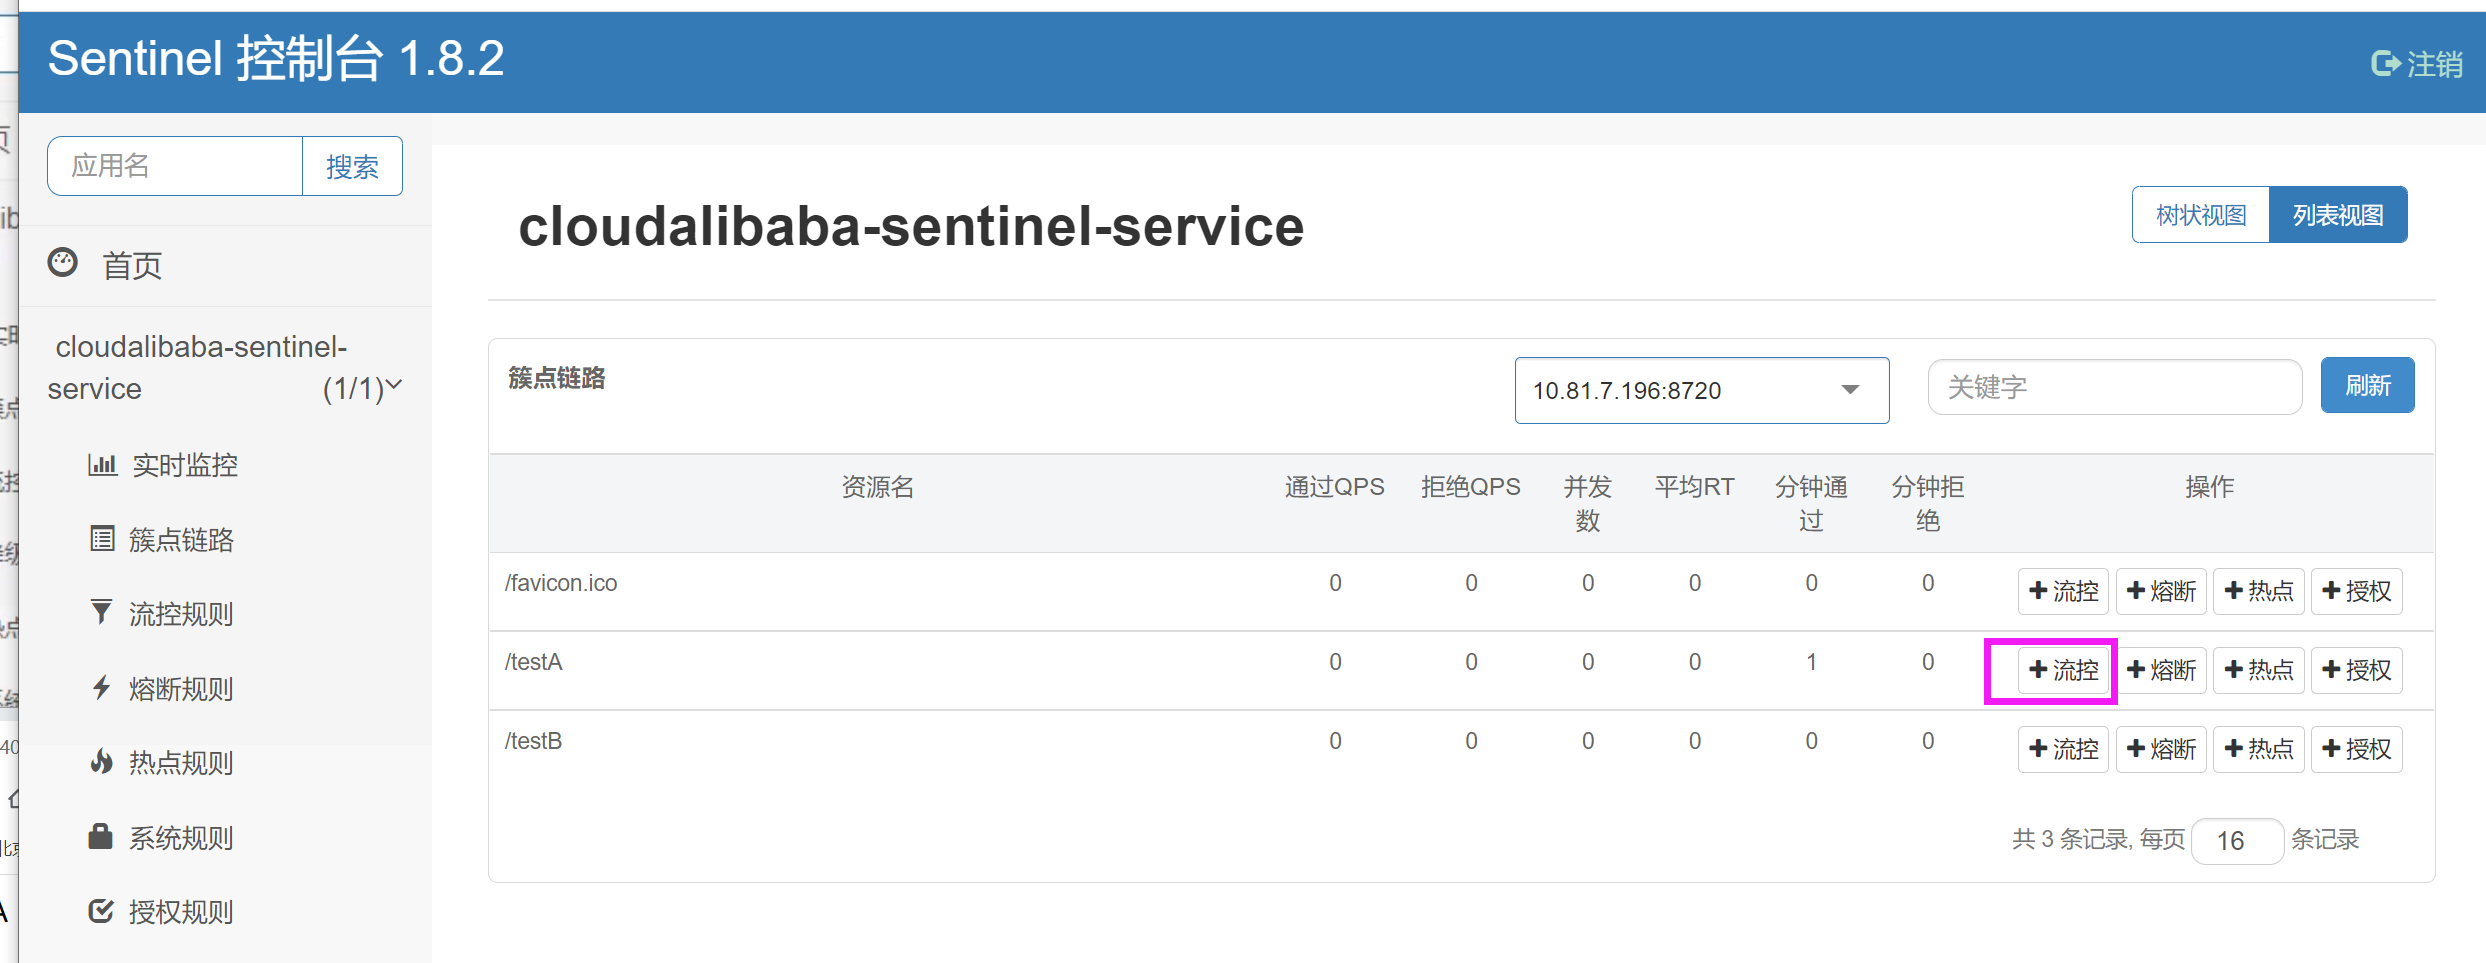 Sentinel 控制台 1.8.2
注销
应用名
搜索
首页
cloudalibaba-sentinel-
service
(1/1)
实时监控
簇点链路
流控规则
熔断规则
热点规则
系统规则
授权规则
cloudalibaba-sentinel-service
树状视图
列表视图
簇点链路
10.81.7.196:8720
关键字
刷新
资源名 通过QPS 拒绝QPS 并发数 平均RT 分钟通过 分钟拒绝 操作
/favicon.ico 0 0 0 0 0 0 流控 熔断 热点 授权
/testA 0 0 0 0 1 0 流控 熔断 热点 授权
/testB 0 0 0 0 0 0 流控 熔断 热点 授权
共 3 条记录, 每页 16 条记录